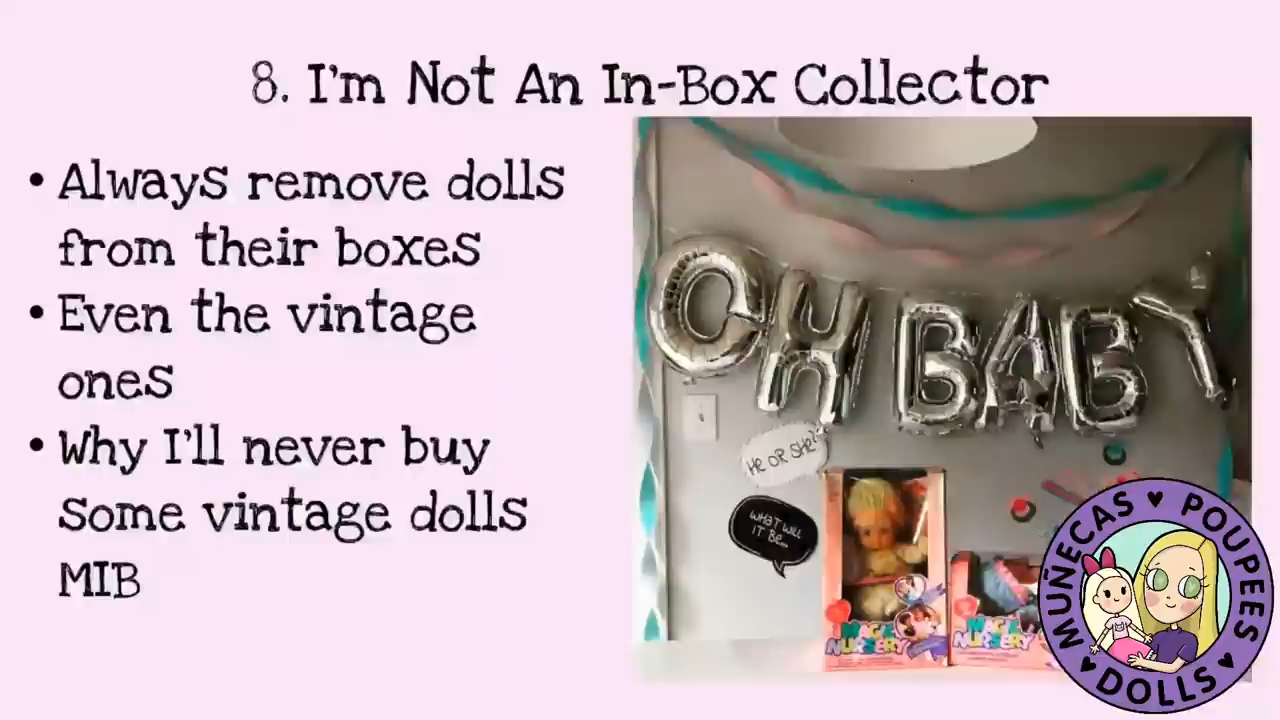 8. I'm Not An In-Box Collector
• Always remove dolls
from their boxes
• Even the vintage
ones
• Why I'll never buy
some vintage dolls
MIB
OH BABY
HE OR SHE?
WHAT WILL
IT BE...
MAGIC
NURSERY
MAGIC
NURSERY
MUÑECAS ♥ POUPEES
♥ DOLLS ♥